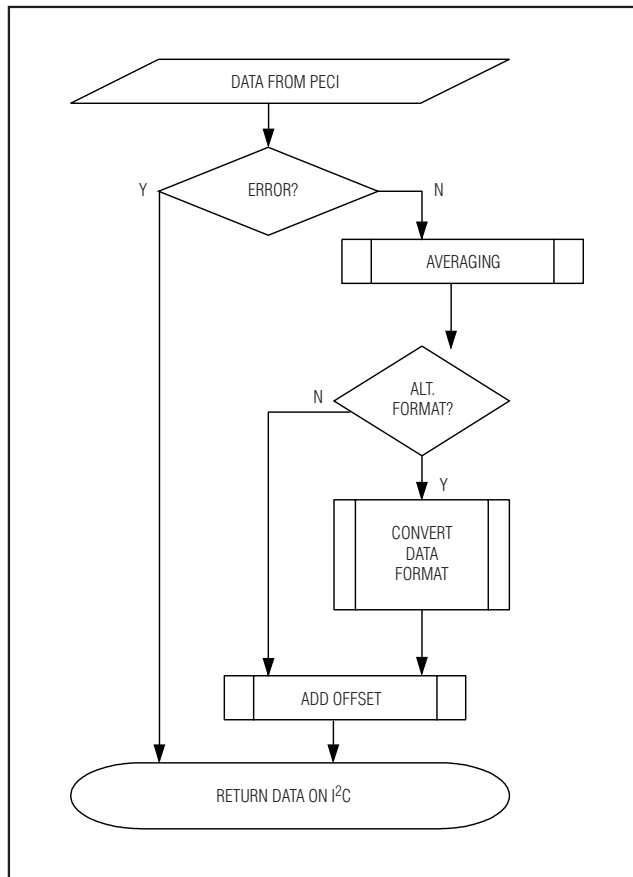 DATA FROM PECI
Y
ERROR?
N
AVERAGING
N
ALT.
FORMAT?
Y
CONVERT
DATA
FORMAT
ADD OFFSET
RETURN DATA ON I²C